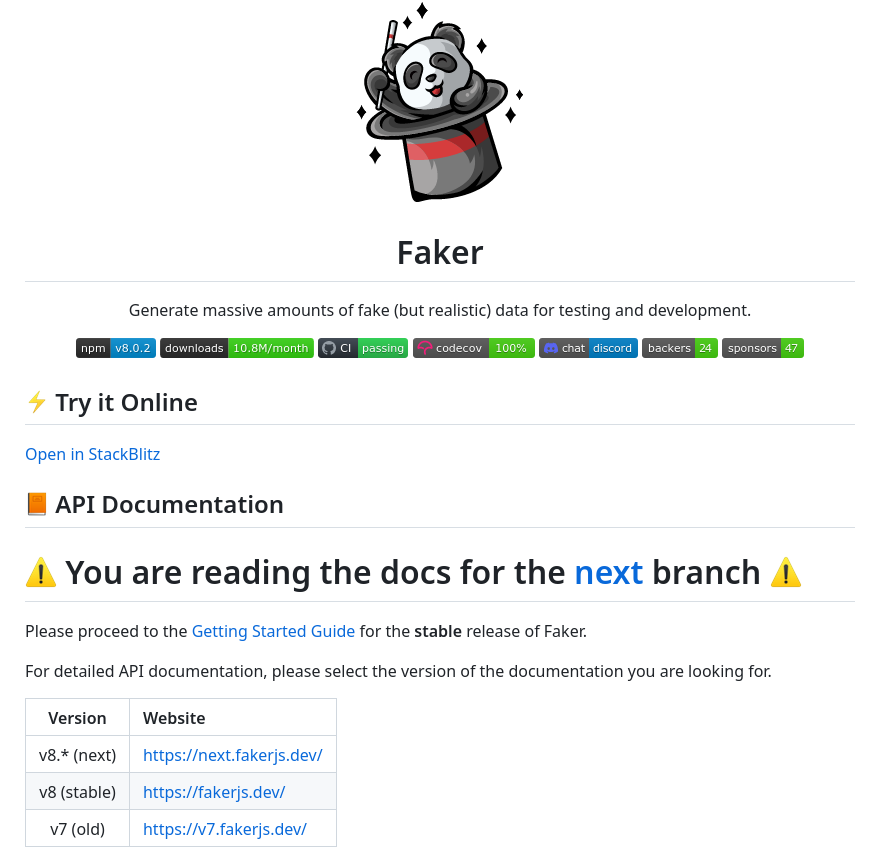 Faker
Generate massive amounts of fake (but realistic) data for testing and development.
npm v8.0.2 downloads 10.8M/month CI passing codecov 100% chat discord backers 24 sponsors 47
⚡ Try it Online
Open in StackBlitz
📙 API Documentation
⚠️ You are reading the docs for the next branch ⚠️
Please proceed to the Getting Started Guide for the stable release of Faker.
For detailed API documentation, please select the version of the documentation you are looking for.
Version Website
v8.* (next) https://next.fakerjs.dev/
v8 (stable) https://fakerjs.dev/
v7 (old) https://v7.fakerjs.dev/